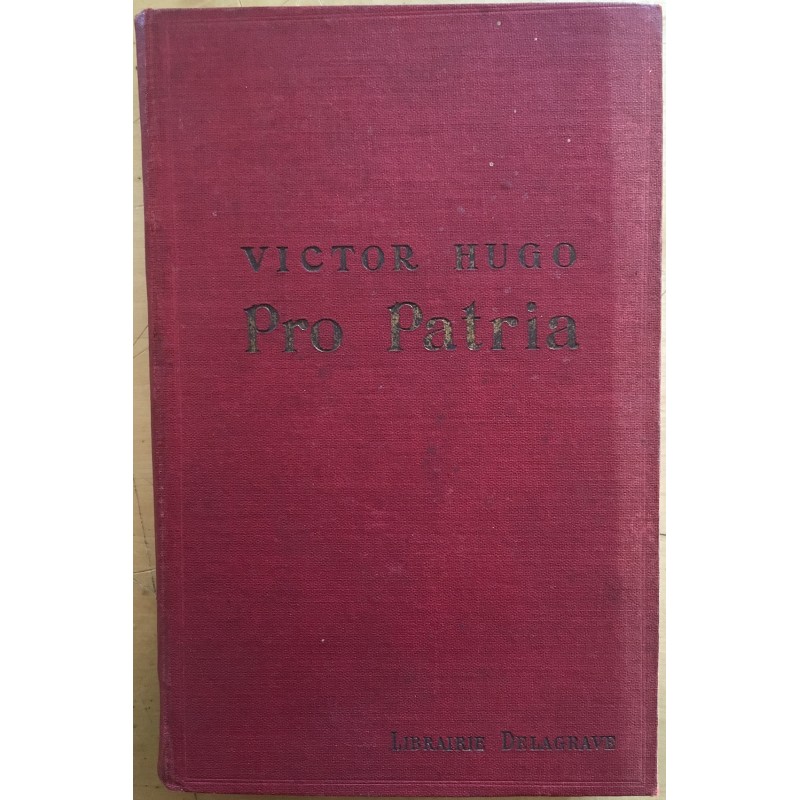 VICTOR HUGO
Pro Patria
LIBRAIRIE DELAGRAVE